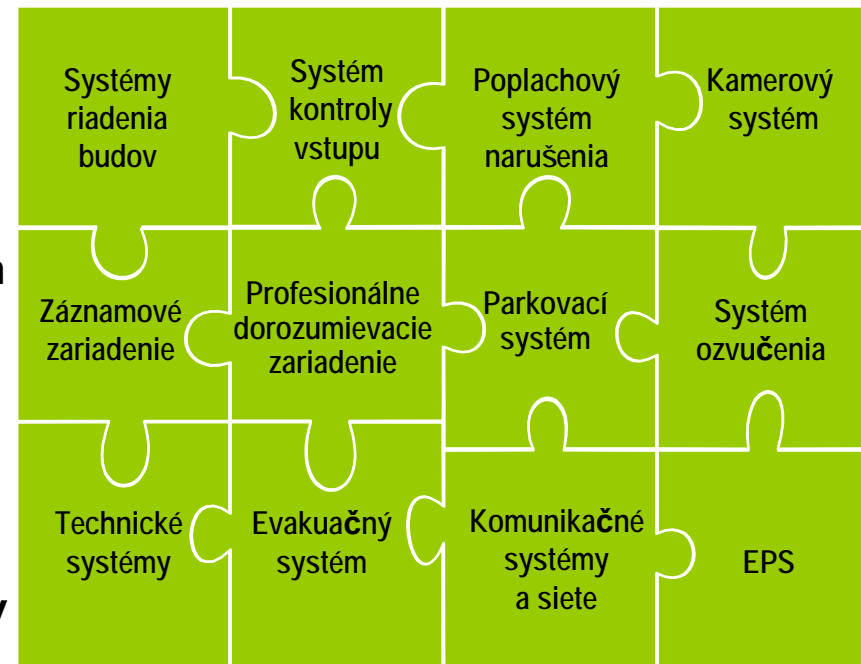 Systémy
riadenia
budov
Systém
kontroly
vstupu
Poplachový
systém
narušenia
Kamerový
systém
Záznamové
zariadenie
Profesionálne
dorozumievacie
zariadenie
Parkovací
systém
Systém
ozvučenia
Technické
systémy
Evakuačný
systém
Komunikačné
systémy
a siete
EPS